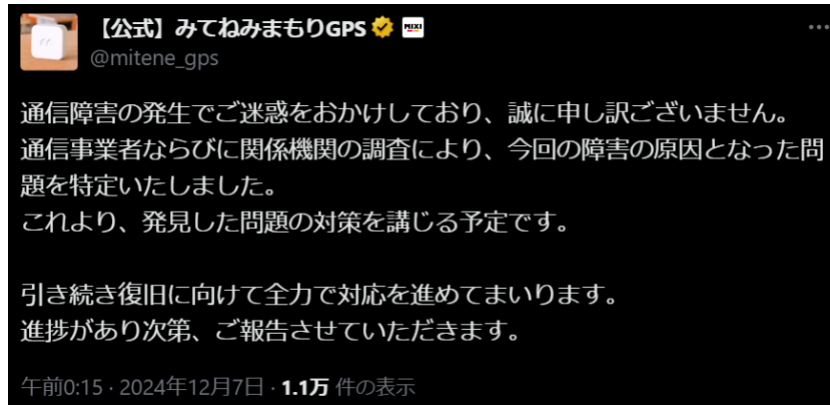 【公式】みてねみまもりGPS MIXI
@mitene_gps
通信障害の発生でご迷惑をおかけしており、誠に申し訳ございません。
通信事業者ならびに関係機関の調査により、今回の障害の原因となった問
題を特定いたしました。
これより、発見した問題の対策を講じる予定です。
引き続き復旧に向けて全力で対応を進めてまいります。
進捗があり次第、ご報告させていただきます。
午前0:15 · 2024年12月7日 · 1.1万 件の表示